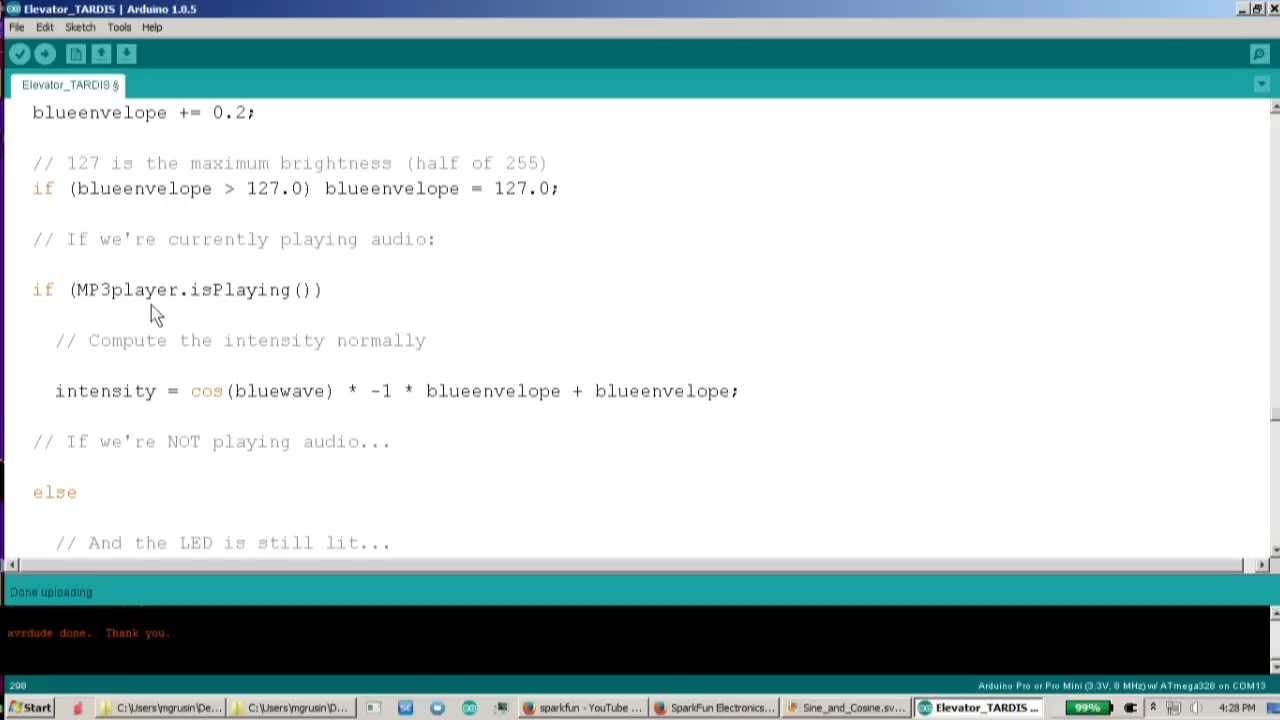 Elevator_TARDIS | Arduino 1.0.5
File Edit Sketch Tools Help
Elevator_TARDIS §
blueenvelope += 0.2;
// 127 is the maximum brightness (half of 255)
if (blueenvelope > 127.0) blueenvelope = 127.0;
// If we're currently playing audio:
if (MP3player.isPlaying())
// Compute the intensity normally
intensity = cos(bluewave) * -1 * blueenvelope + blueenvelope;
// If we're NOT playing audio...
else
// And the LED is still lit...
Done uploading
avrdude done. Thank you.
298
Arduino Pro or Pro Mini (3.3V, 8 MHz) w/ ATmega328 on COM13
Start C:\Users\mgrusin\De... C:\Users\mgrusin\D... sparkfun - YouTube ... SparkFun Electronics... Sine_and_Cosine.sv... Elevator_TARDIS ... 99% 4:28 PM